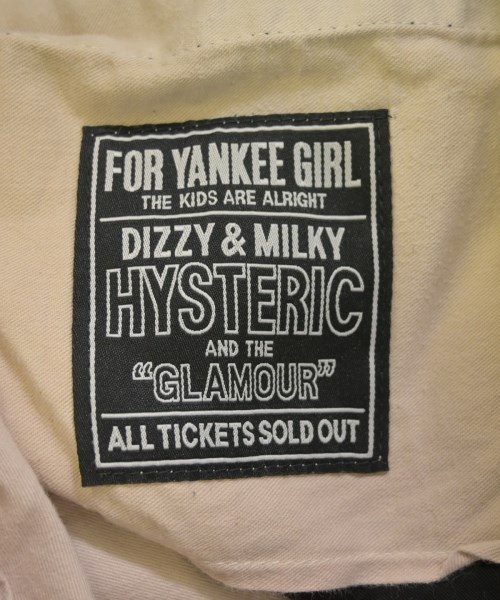 FOR YANKEE GIRL
THE KIDS ARE ALRIGHT
DIZZY & MILKY
HYSTERIC
AND THE
“GLAMOUR”
ALL TICKETS SOLD OUT